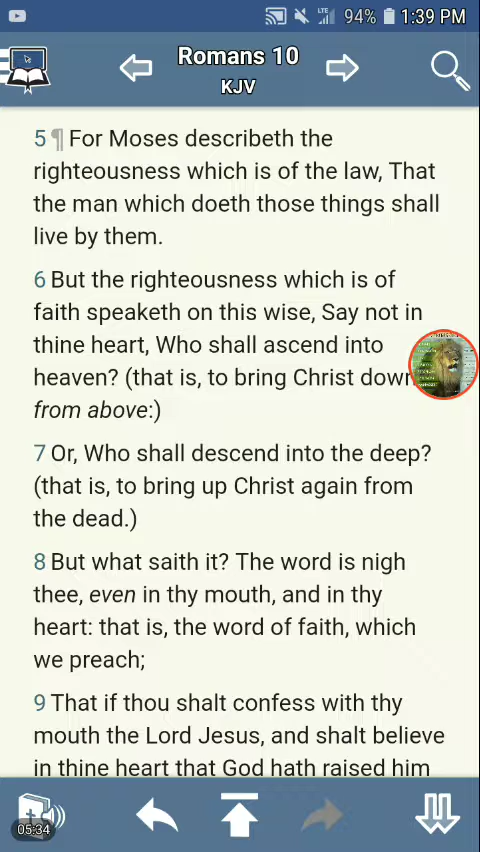 LTE 94% 1:39 PM
Romans 10
KJV
5 ¶ For Moses describeth the
righteousness which is of the law, That
the man which doeth those things shall
live by them.
6 But the righteousness which is of
faith speaketh on this wise, Say not in
thine heart, Who shall ascend into
heaven? (that is, to bring Christ down
from above:)
7 Or, Who shall descend into the deep?
(that is, to bring up Christ again from
the dead.)
8 But what saith it? The word is nigh
thee, even in thy mouth, and in thy
heart: that is, the word of faith, which
we preach;
9 That if thou shalt confess with thy
mouth the Lord Jesus, and shalt believe
in thine heart that God hath raised him
05:34